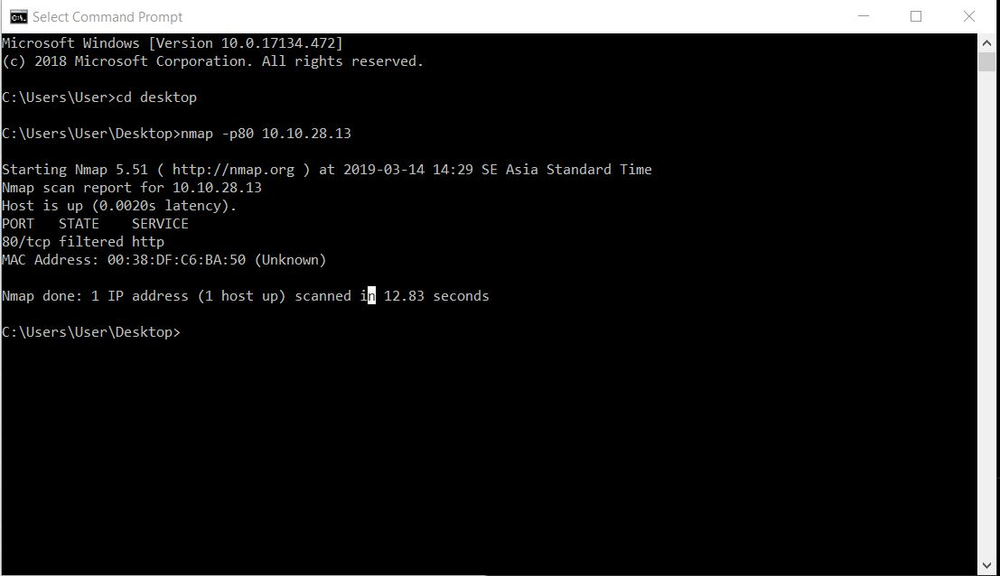 Select Command Prompt
Microsoft Windows [Version 10.0.17134.472]
(c) 2018 Microsoft Corporation. All rights reserved.
C:\Users\User>cd desktop
C:\Users\User\Desktop>nmap -p80 10.10.28.13
Starting Nmap 5.51 ( http://nmap.org ) at 2019-03-14 14:29 SE Asia Standard Time
Nmap scan report for 10.10.28.13
Host is up (0.0020s latency).
PORT   STATE    SERVICE
80/tcp filtered http
MAC Address: 00:38:DF:C6:BA:50 (Unknown)
Nmap done: 1 IP address (1 host up) scanned in 12.83 seconds
C:\Users\User\Desktop>